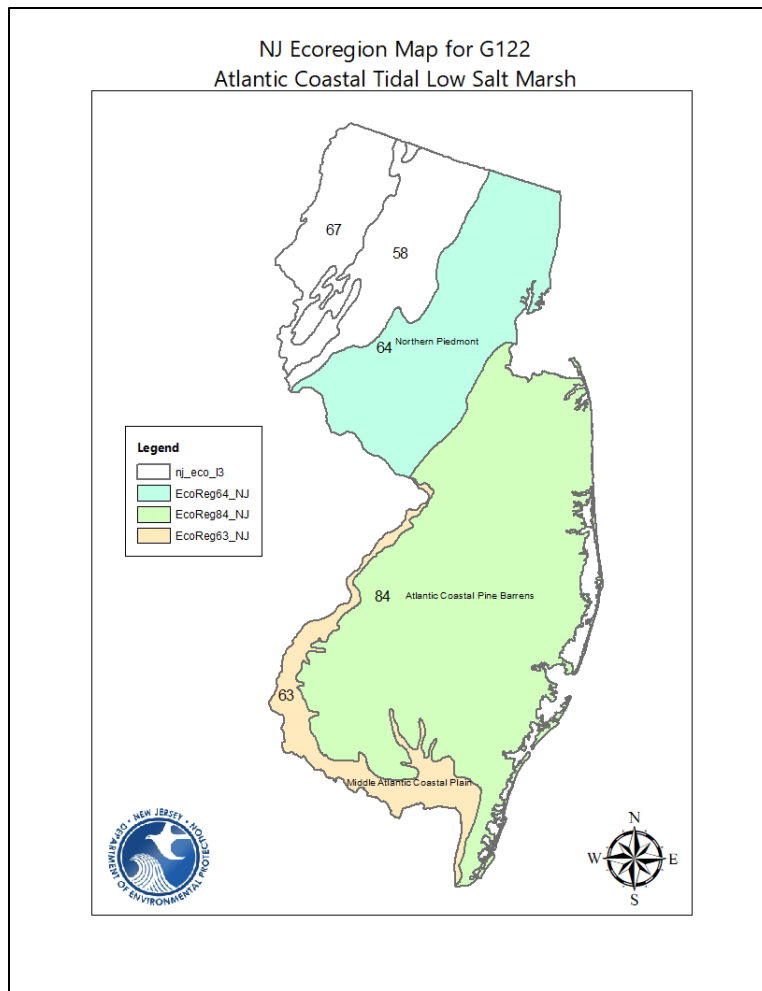 NJ Ecoregion Map for G122
Atlantic Coastal Tidal Low Salt Marsh
67
58
64 Northern Piedmont
Legend
nj_eco_l3
EcoReg64_NJ
EcoReg84_NJ
EcoReg63_NJ
84 Atlantic Coastal Pine Barrens
63
Middle Atlantic Coastal Plain
• NEW JERSEY •
DEPARTMENT OF ENVIRONMENTAL PROTECTION
N
W E
S